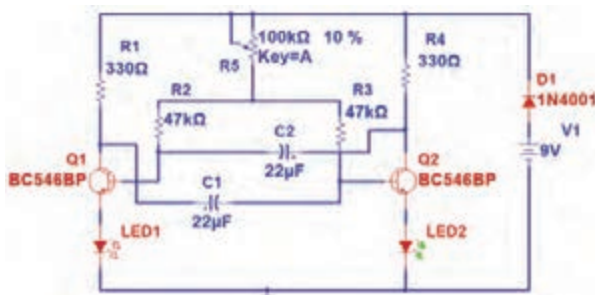 R1
330Ω
100kΩ 10 %
Key=A
R5
R4
330Ω
D1
1N4001
R2
47kΩ
R3
47kΩ
C2
22µF
V1
9V
Q1
BC546BP
C1
22µF
Q2
BC546BP
LED1
LED2